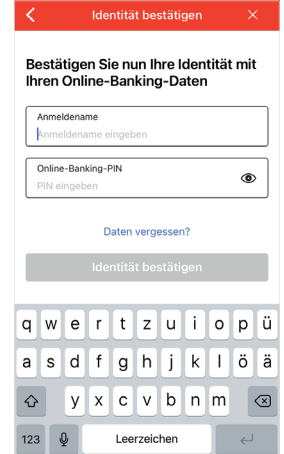 Identität bestätigen
Bestätigen Sie nun Ihre Identität mit
Ihren Online-Banking-Daten
Anmeldename
Anmeldename eingeben
Online-Banking-PIN
PIN eingeben
Daten vergessen?
Identität bestätigen
q w e r t z u i o p ü
a s d f g h j k l ö ä
y x c v b n m
123 Leerzeichen